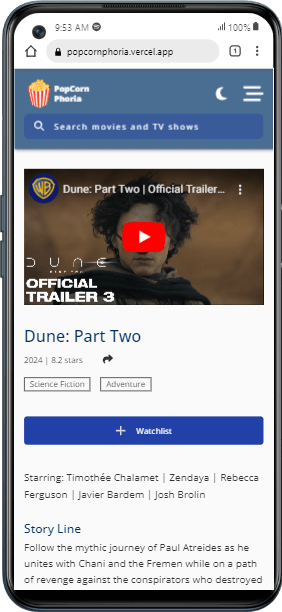 9:53 AM
100%
popcornphoria.vercel.app
1
PopCorn
Phoria
Search movies and TV shows
WB
Dune: Part Two | Official Trailer...
DUNE
OFFICIAL
TRAILER 3
Dune: Part Two
2024 | 8.2 stars
Science Fiction
Adventure
+ Watchlist
Starring: Timothée Chalamet | Zendaya | Rebecca
Ferguson | Javier Bardem | Josh Brolin
Story Line
Follow the mythic journey of Paul Atreides as he
unites with Chani and the Fremen while on a path
of revenge against the conspirators who destroyed